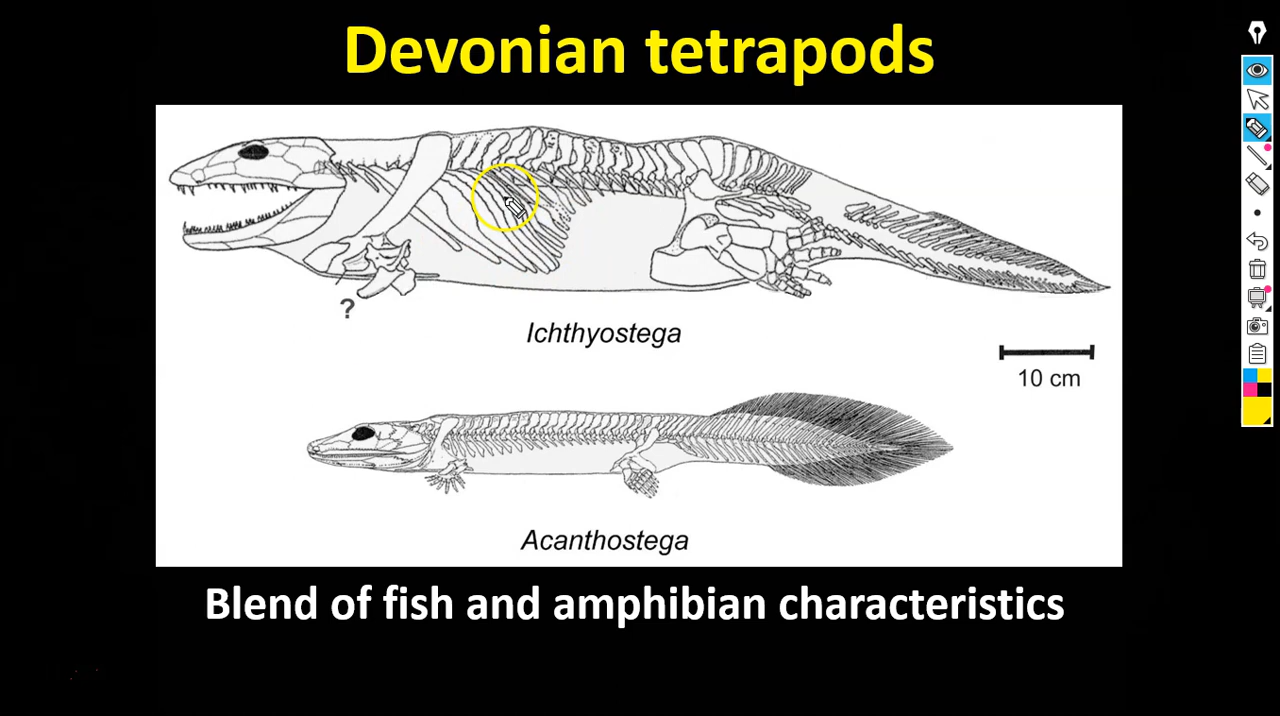 Devonian tetrapods
?
Ichthyostega
10 cm
Acanthostega
Blend of fish and amphibian characteristics